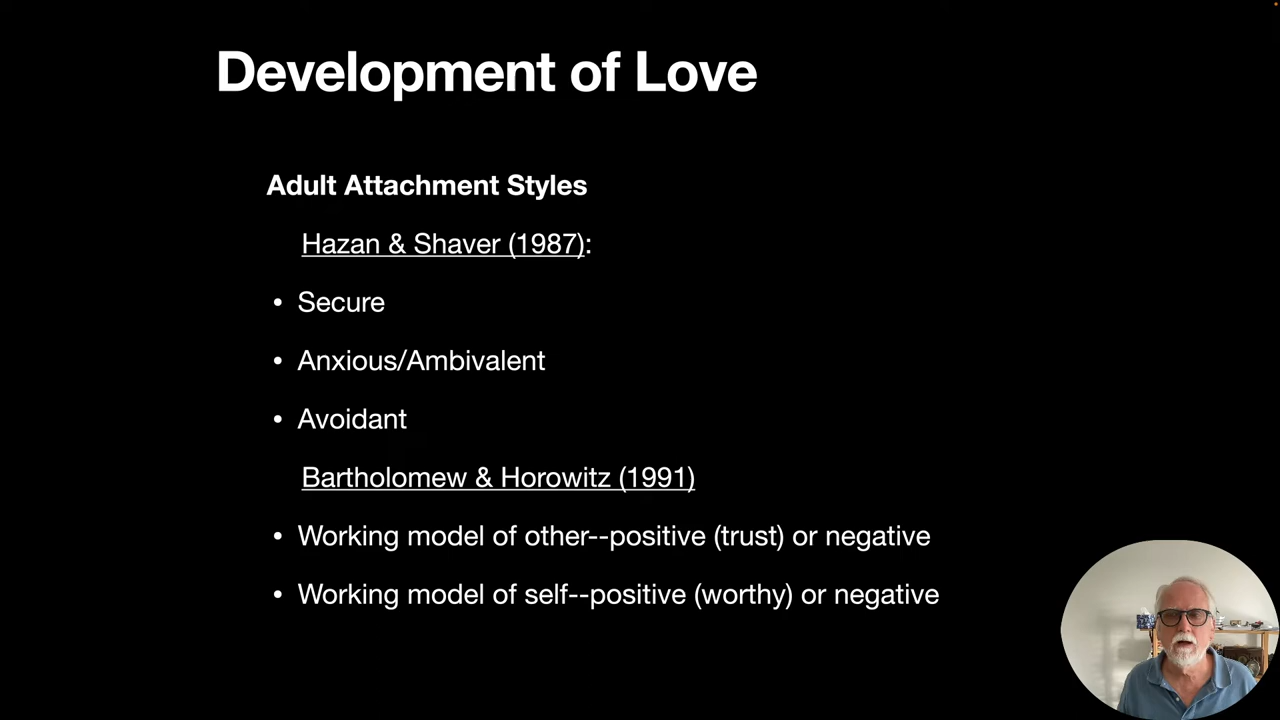 Development of Love
Adult Attachment Styles
Hazan & Shaver (1987):
• Secure
• Anxious/Ambivalent
• Avoidant
Bartholomew & Horowitz (1991)
• Working model of other--positive (trust) or negative
• Working model of self--positive (worthy) or negative